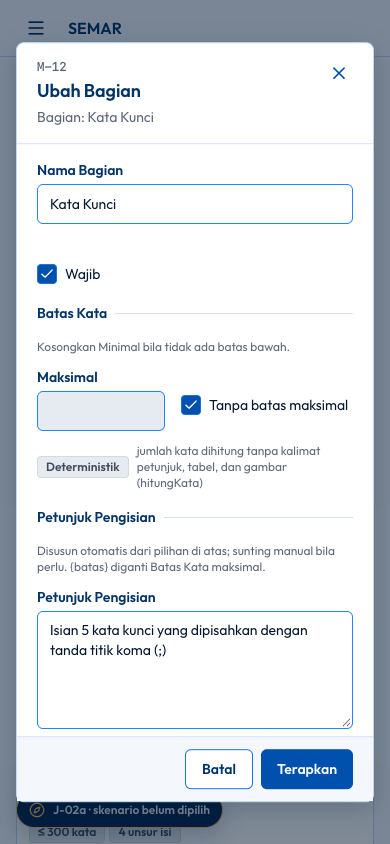 SEMAR
M-12
Ubah Bagian
Bagian: Kata Kunci
Nama Bagian
Kata Kunci
Wajib
Batas Kata
Kosongkan Minimal bila tidak ada batas bawah.
Maksimal
Tanpa batas maksimal
Deterministik
jumlah kata dihitung tanpa kalimat
petunjuk, tabel, dan gambar
(hitungKata)
Petunjuk Pengisian
Disusun otomatis dari pilihan di atas; sunting manual bila
perlu. {batas} diganti Batas Kata maksimal.
Petunjuk Pengisian
Isian 5 kata kunci yang dipisahkan dengan
tanda titik koma (;)
Batal
Terapkan
J-02a · skenario belum dipilih
≤ 300 kata
4 unsur isi